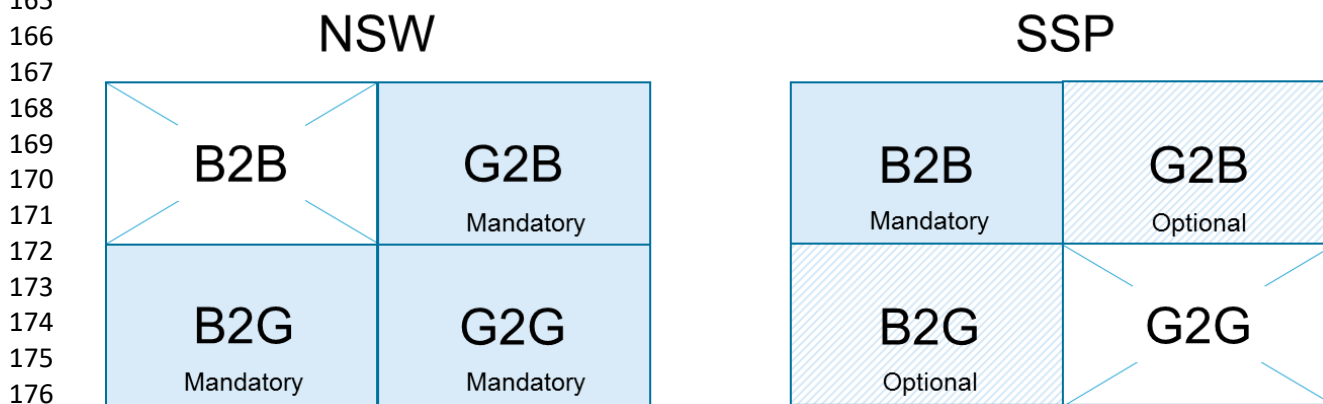 165
166 NSW SSP
167
168
169 B2B G2B B2B G2B
170
171 Mandatory Mandatory Optional
172
173
174 B2G G2G B2G G2G
175
176 Mandatory Mandatory Optional